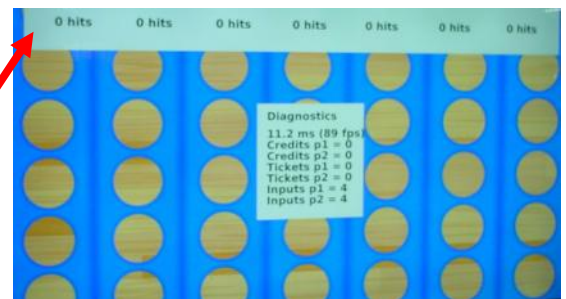 0 hits 0 hits 0 hits 0 hits 0 hits 0 hits 0 hits
Diagnostics
11.2 ms (89 fps)
Credits p1 = 0
Credits p2 = 0
Tickets p1 = 0
Tickets p2 = 0
Inputs p1 = 4
Inputs p2 = 4